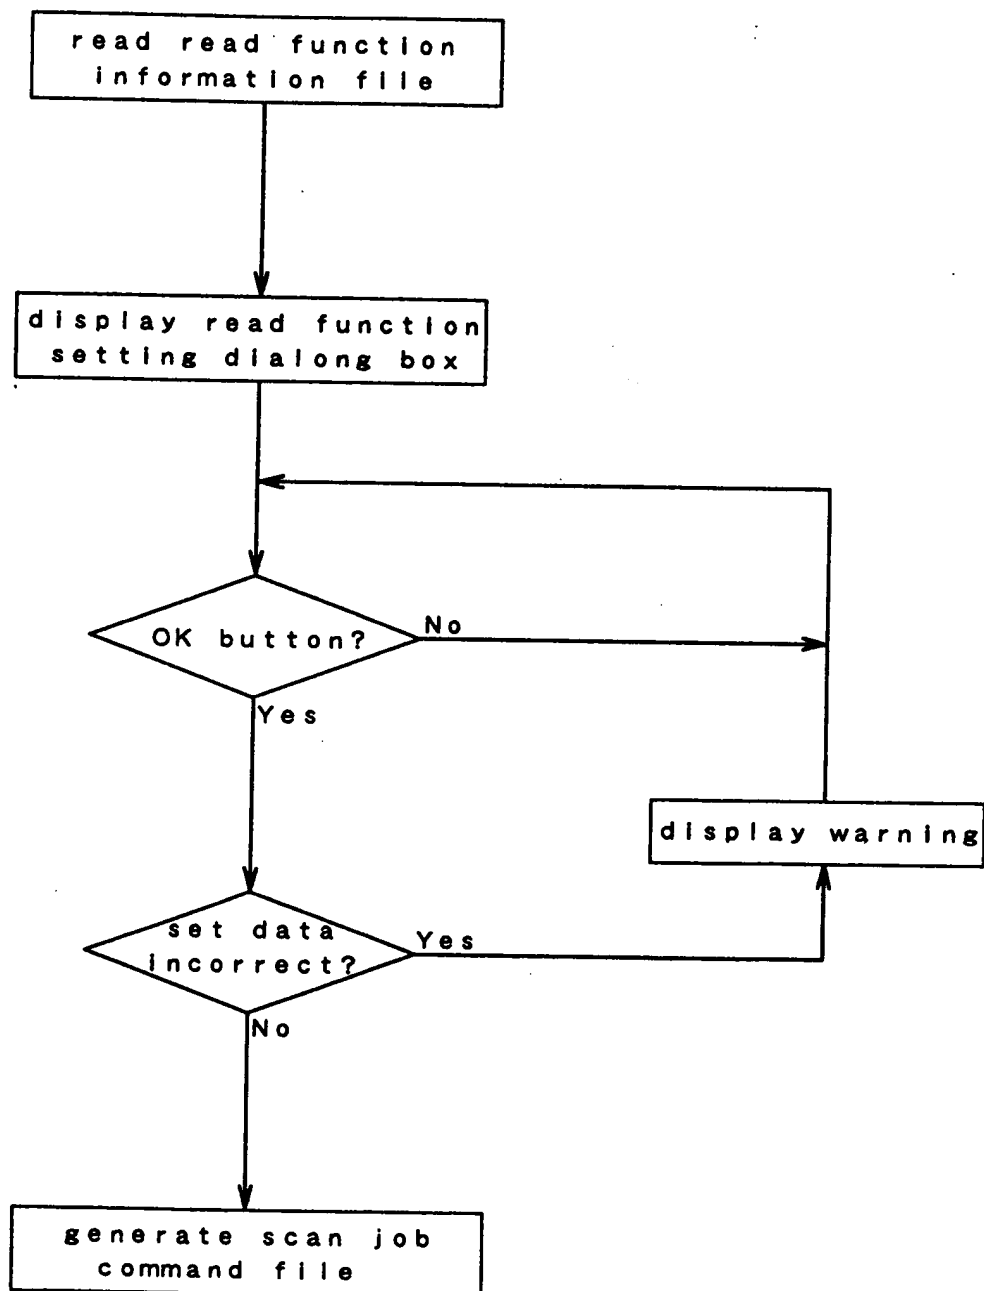 read read function
information file
display read function
setting dialong box
OK button?
No
Yes
display warning
set data
incorrect?
Yes
No
generate scan job
command file